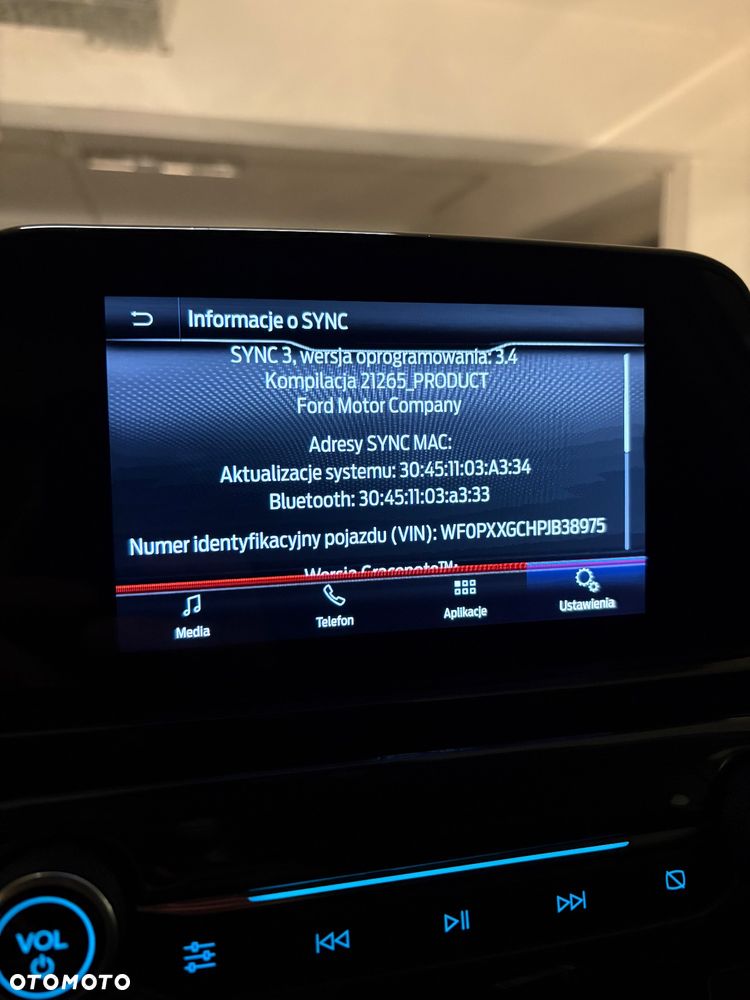 Informacje o SYNC
SYNC 3, wersja oprogramowania: 3.4
Kompilacja 21265_PRODUCT
Ford Motor Company
Adresy SYNC MAC:
Aktualizacje systemu: 30:45:11:03:A3:34
Bluetooth: 30:45:11:03:a3:33
Numer identyfikacyjny pojazdu (VIN): WF0PXXGCHPJB38975
Wersja Gracenote™:
Media
Telefon
Aplikacje
Ustawienia
VOL
OTOMOTO